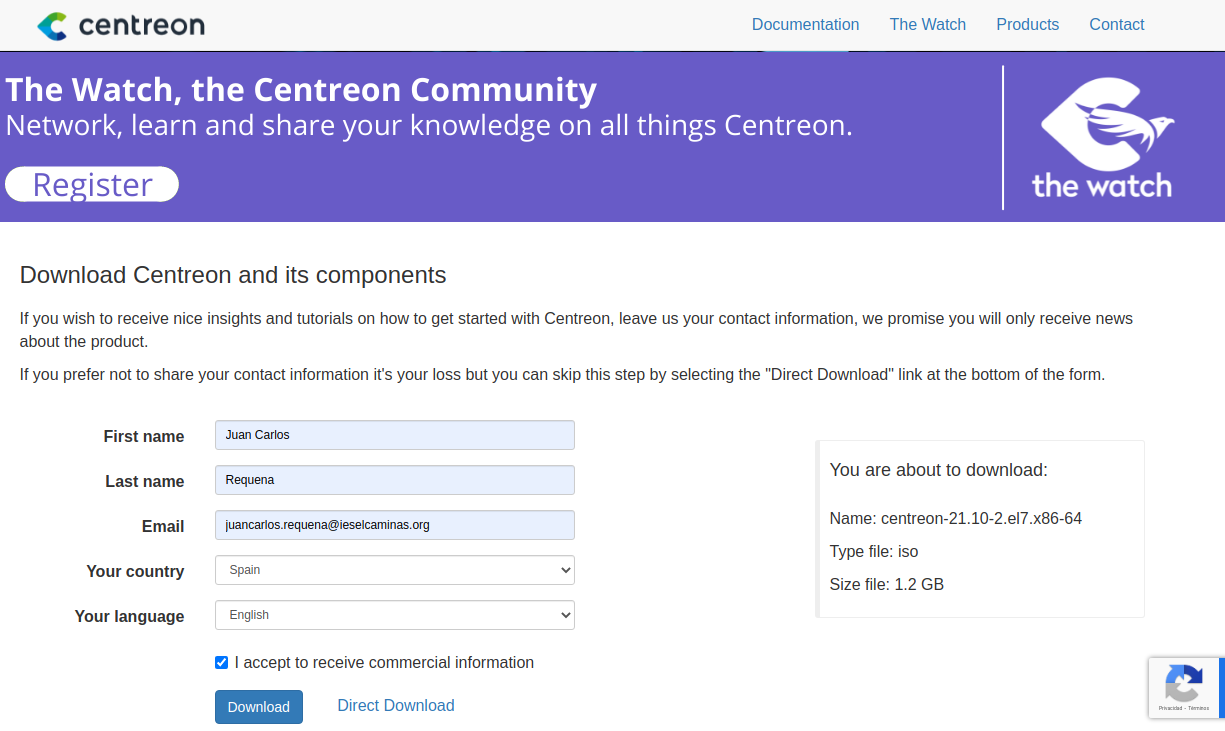 centreon
Documentation The Watch Products Contact
The Watch, the Centreon Community
Network, learn and share your knowledge on all things Centreon.
Register
the watch
Download Centreon and its components
If you wish to receive nice insights and tutorials on how to get started with Centreon, leave us your contact information, we promise you will only receive news
about the product.
If you prefer not to share your contact information it's your loss but you can skip this step by selecting the "Direct Download" link at the bottom of the form.
First name Juan Carlos
Last name Requena
Email juancarlos.requena@ieselcaminas.org
Your country Spain
Your language English
I accept to receive commercial information
Download Direct Download
You are about to download:
Name: centreon-21.10-2.el7.x86-64
Type file: iso
Size file: 1.2 GB
Privacidad - Términos